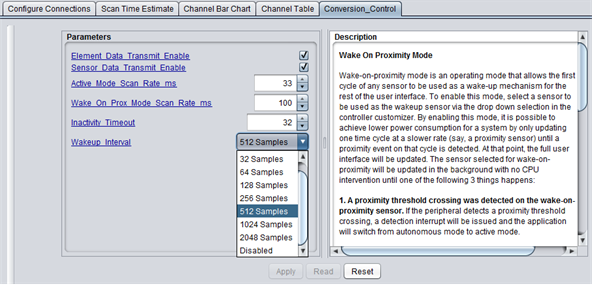 Configure Connections Scan Time Estimate Channel Bar Chart Channel Table Conversion_Control
Parameters
Element Data Transmit Enable
Sensor Data Transmit Enable
Active Mode Scan Rate ms 33
Wake On Prox Mode Scan Rate ms 100
Inactivity Timeout 32
Wakeup Interval 512 Samples
32 Samples
64 Samples
128 Samples
256 Samples
512 Samples
1024 Samples
2048 Samples
Disabled
Description
Wake On Proximity Mode
Wake-on-proximity mode is an operating mode that allows the first
cycle of any sensor to be used as a wake-up mechanism for the
rest of the user interface. To enable this mode, select a sensor to
be used as the wakeup sensor via the drop down selection in the
controller customizer. By enabling this mode, it is possible to
achieve lower power consumption for a system by only updating
one time cycle at a slower rate (say, a proximity sensor) until a
proximity event on that cycle is detected. At that point, the full user
interface will be updated. The sensor selected for wake-on-
proximity will be updated in the background with no CPU
intervention until one of the following 3 things happens:
1. A proximity threshold crossing was detected on the wake-on-
proximity sensor. If the peripheral detects a proximity threshold
crossing, a detection interrupt will be issued and the application
will switch from autonomous mode to active mode.
Apply Read Reset